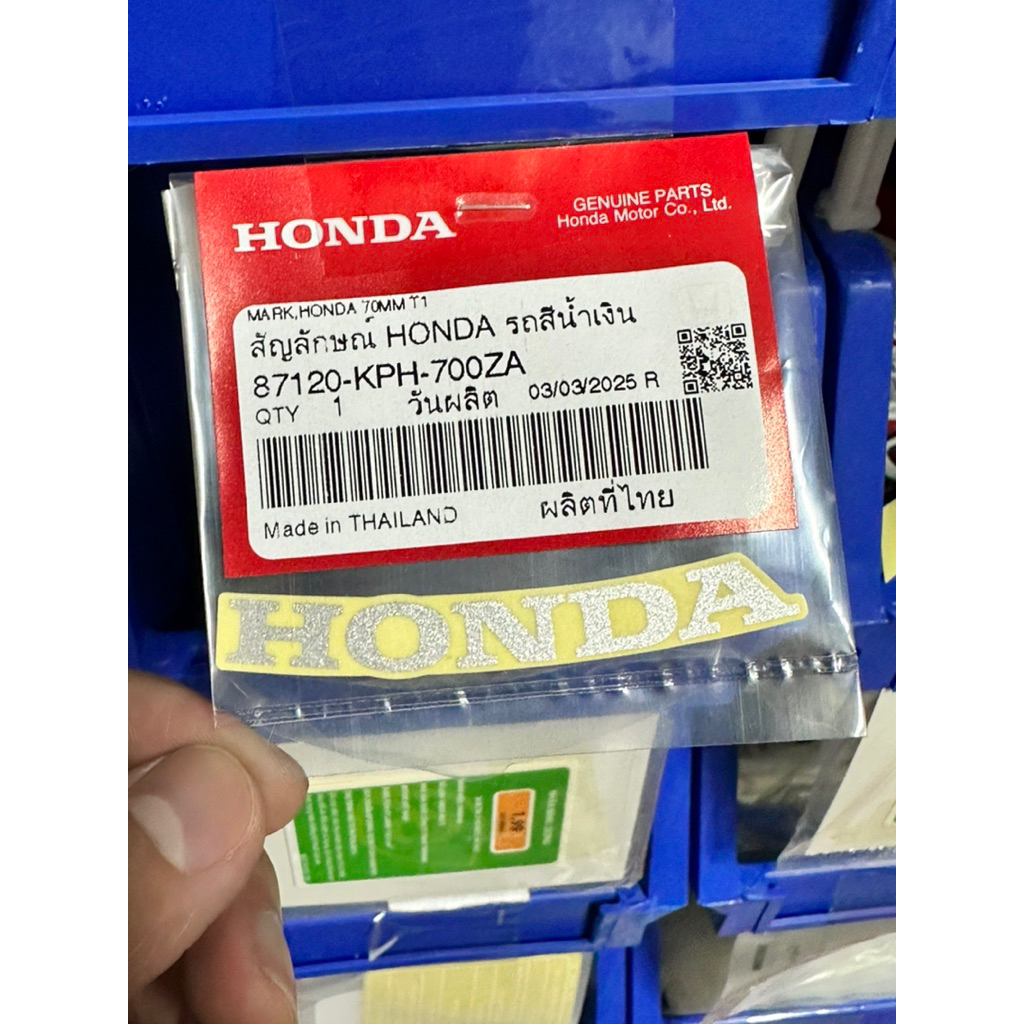 HONDA
GENUINE PARTS
Honda Motor Co., Ltd.
MARK,HONDA 70MM T1
สัญลักษณ์ HONDA รถสีน้ำเงิน
87120-KPH-700ZA
QTY 1 วันผลิต 03/03/2025 R
Made in THAILAND ผลิตที่ไทย
HONDA